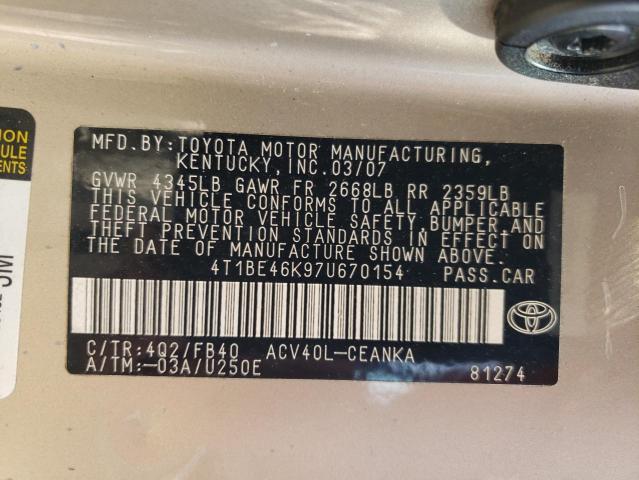 MFD.BY:TOYOTA MOTOR MANUFACTURING,
KENTUCKY, INC. 03/07
GVWR 4345LB GAWR FR 2668LB RR 2359LB
THIS VEHICLE CONFORMS TO ALL APPLICABLE
FEDERAL MOTOR VEHICLE SAFETY, BUMPER, AND
THEFT PREVENTION STANDARDS IN EFFECT ON
THE DATE OF MANUFACTURE SHOWN ABOVE.
4T1BE46K97U670154 PASS.CAR
C/TR:4Q2/FB40 ACV40L-CEANKA
A/TM:-03A/U250E 81274